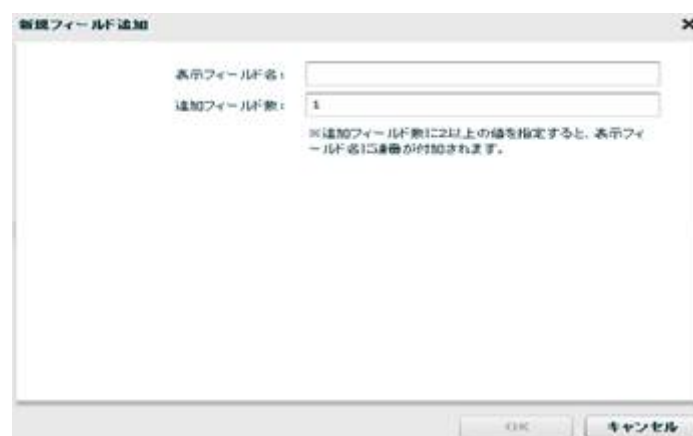 新規フィールド追加
×
表示フィールド名：
追加フィールド数： 1
※追加フィールド数に2以上の値を指定すると、表示フィ
ールド名に連番が付加されます。
OK キャンセル